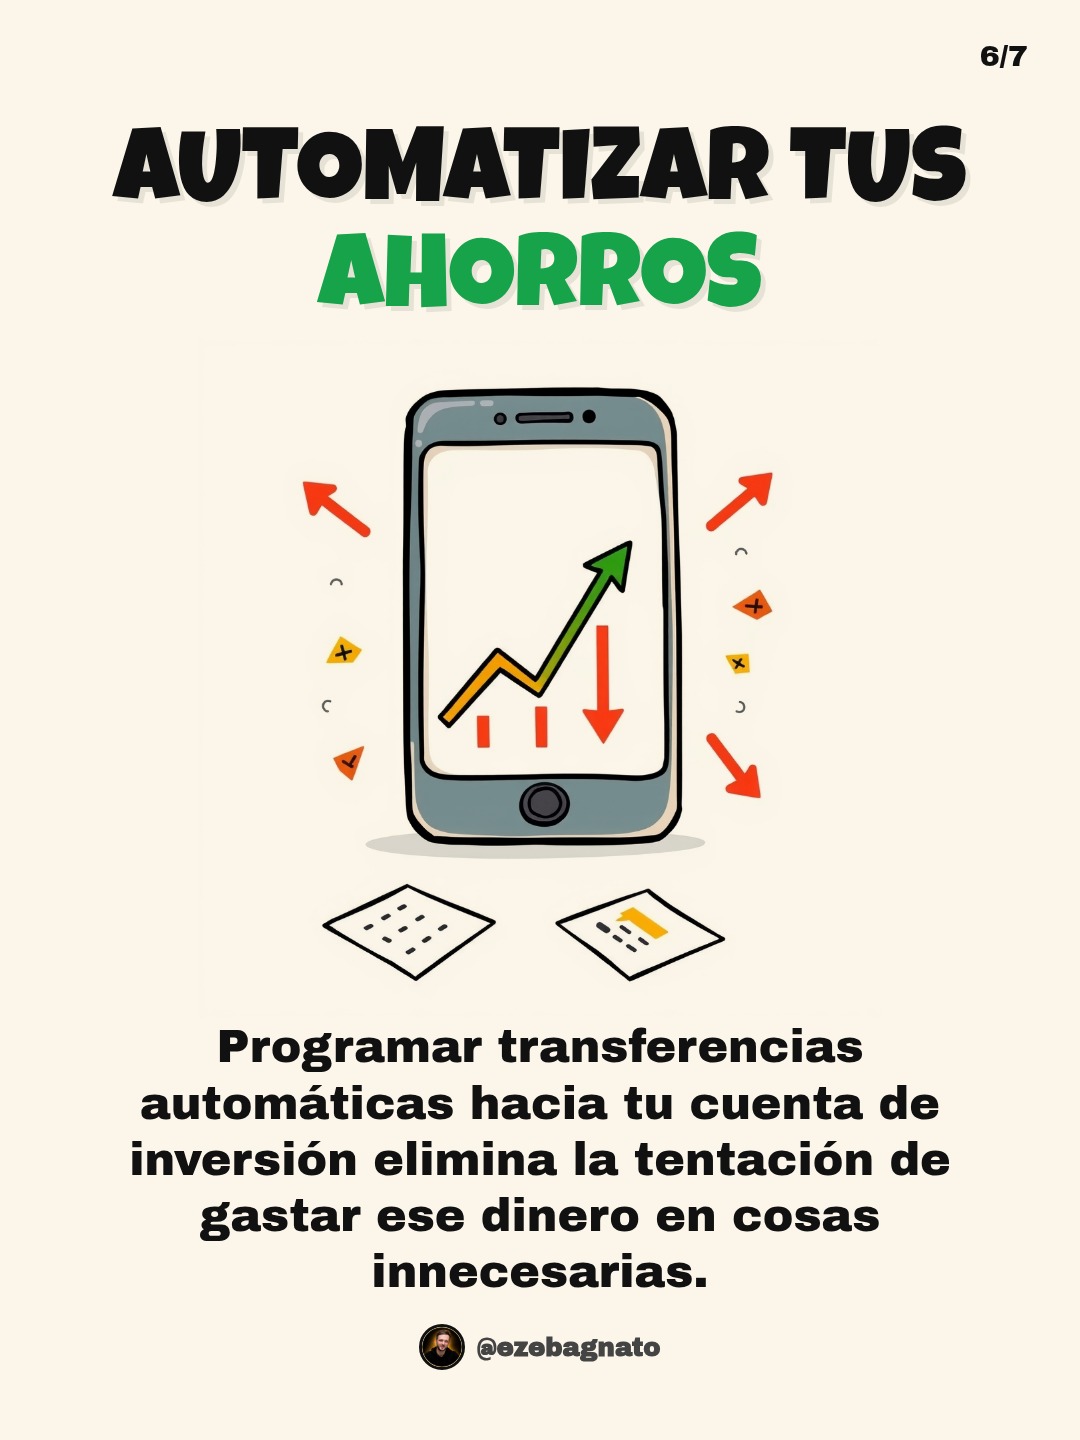 6/7
AUTOMATIZAR TUS
AHORROS
Programar transferencias
automáticas hacia tu cuenta de
inversión elimina la tentación de
gastar ese dinero en cosas
innecesarias.
@ezebagnato